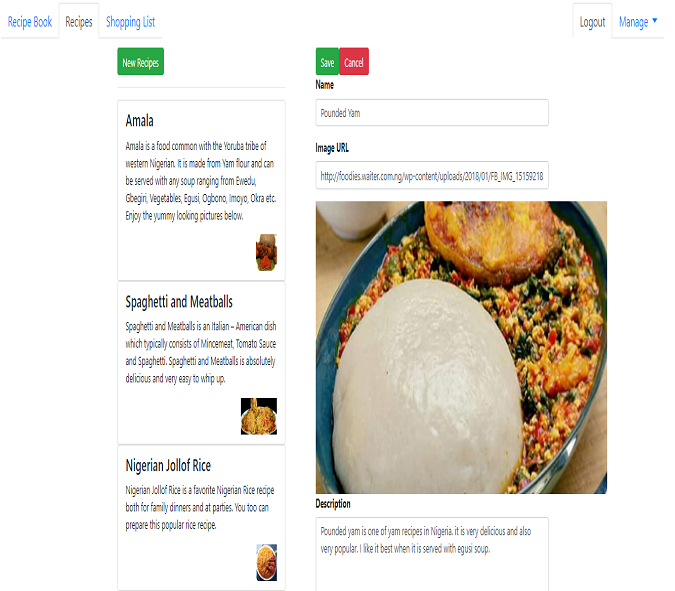 Recipe Book Recipes Shopping List Logout Manage
New Recipes
Amala
Amala is a food common with the Yoruba tribe of
western Nigerian. It is made from Yam flour and can
be served with any soup ranging from Ewedu,
Gbegiri, Vegetables, Egusi, Ogbono, Imoyo, Okra etc.
Enjoy the yummy looking pictures below.
Spaghetti and Meatballs
Spaghetti and Meatballs is an Italian – American dish
which typically consists of Mincemeat, Tomato Sauce
and Spaghetti. Spaghetti and Meatballs is absolutely
delicious and very easy to whip up.
Nigerian Jollof Rice
Nigerian Jollof Rice is a favorite Nigerian Rice recipe
both for family dinners and at parties. You too can
prepare this popular rice recipe.
Save Cancel
Name
Pounded Yam
Image URL
http://foodies.waiter.com.ng/wp-content/uploads/2018/01/FB_IMG_15159218
Description
Pounded yam is one of yam recipes in Nigeria. it is very delicious and also
very popular. I like it best when it is served with egusi soup.